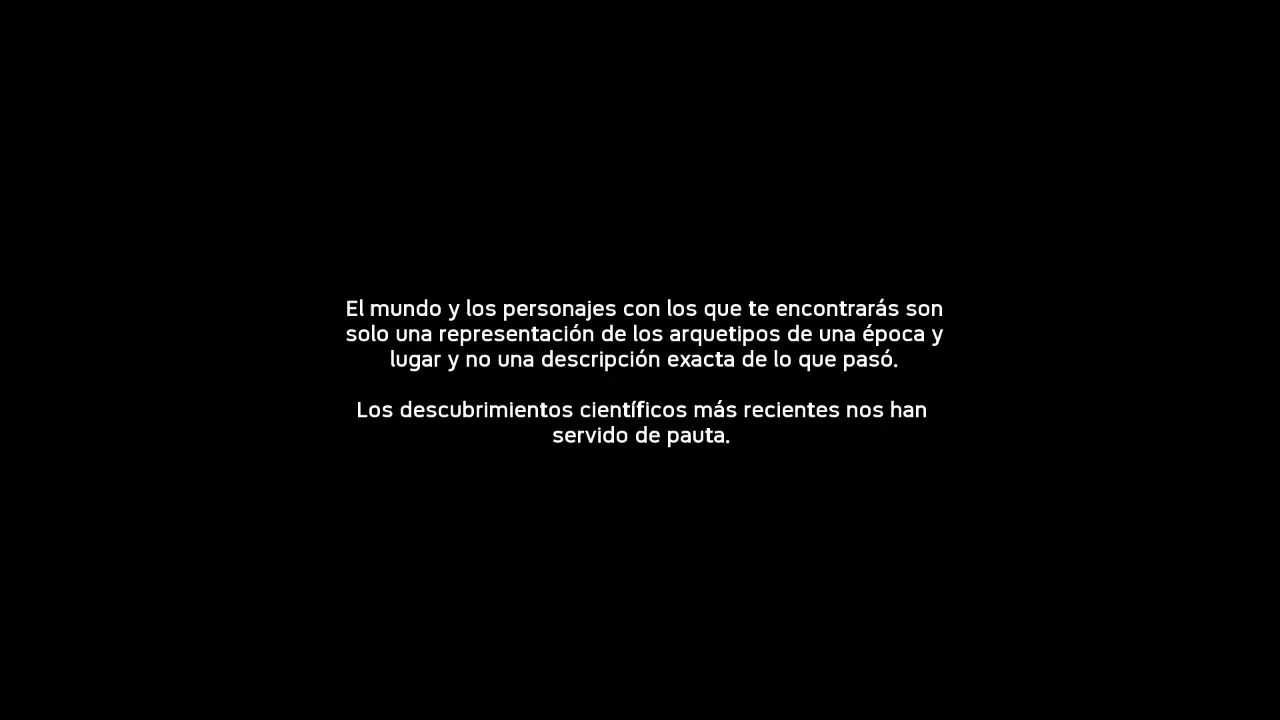 El mundo y los personajes con los que te encontrarás son
solo una representación de los arquetipos de una época y
lugar y no una descripción exacta de lo que pasó.
Los descubrimientos científicos más recientes nos han
servido de pauta.